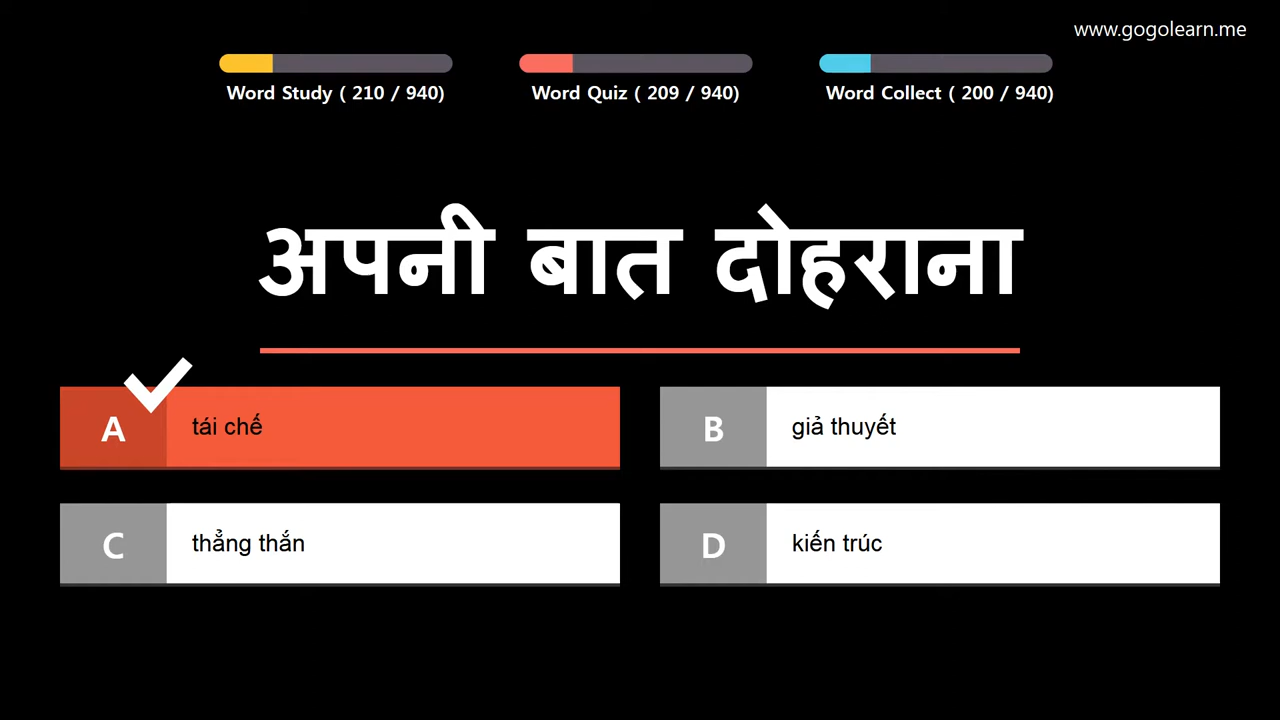 www.gogolearn.me
Word Study ( 210 / 940)
Word Quiz ( 209 / 940)
Word Collect ( 200 / 940)
अपनी बात दोहराना
A
tái chế
B
giả thuyết
C
thẳng thắn
D
kiến trúc